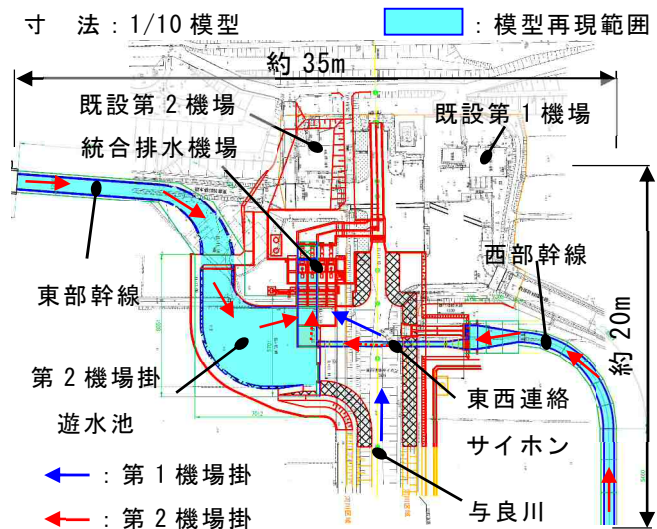 寸　法：1/10 模型
：模型再現範囲
約 35m
既設第２機場
既設第１機場
統合排水機場
東部幹線
西部幹線
約 20m
第２機場掛
遊水池
東西連絡
サイホン
：第１機場掛
：第２機場掛
与良川